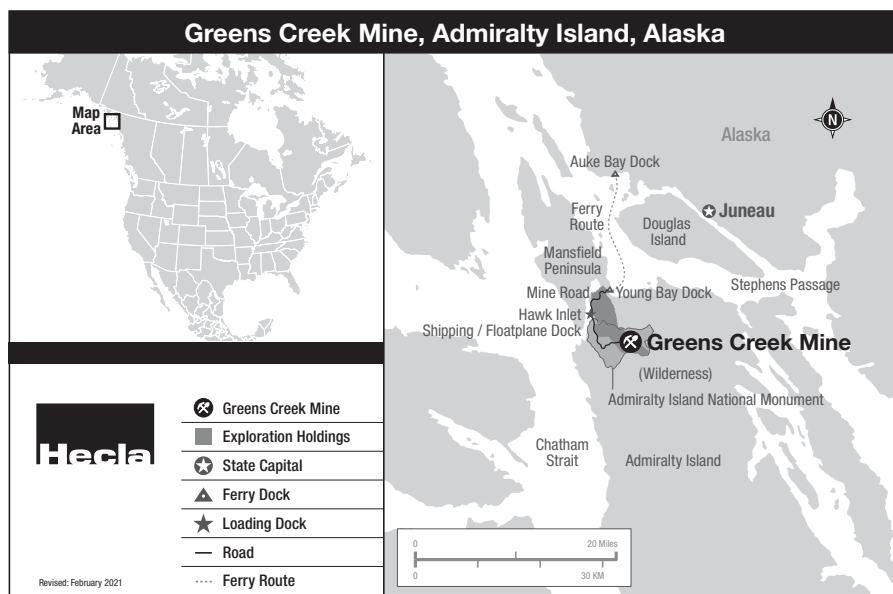 Greens Creek Mine, Admiralty Island, Alaska
Map
Area
Alaska
N
Auke Bay Dock
Ferry
Route
Juneau
Douglas
Island
Mansfield
Peninsula
Stephens Passage
Mine Road
Young Bay Dock
Hawk Inlet
Shipping / Floatplane Dock
Greens Creek Mine
(Wilderness)
Admiralty Island National Monument
Chatham
Strait
Admiralty Island
Hecla
Greens Creek Mine
Exploration Holdings
State Capital
Ferry Dock
Loading Dock
Road
Ferry Route
Revised: February 2021
0 20 Miles
0 30 KM